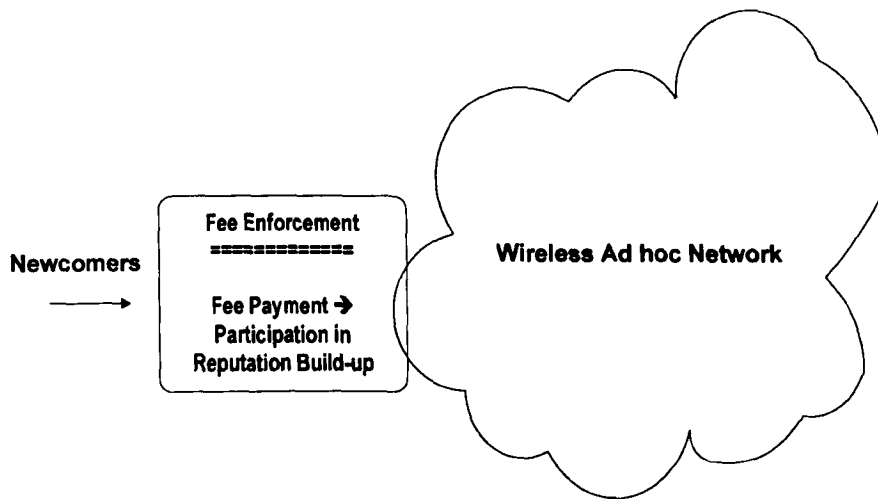 Newcomers
Fee Enforcement
=============
Fee Payment ➔
Participation in
Reputation Build-up
Wireless Ad hoc Network